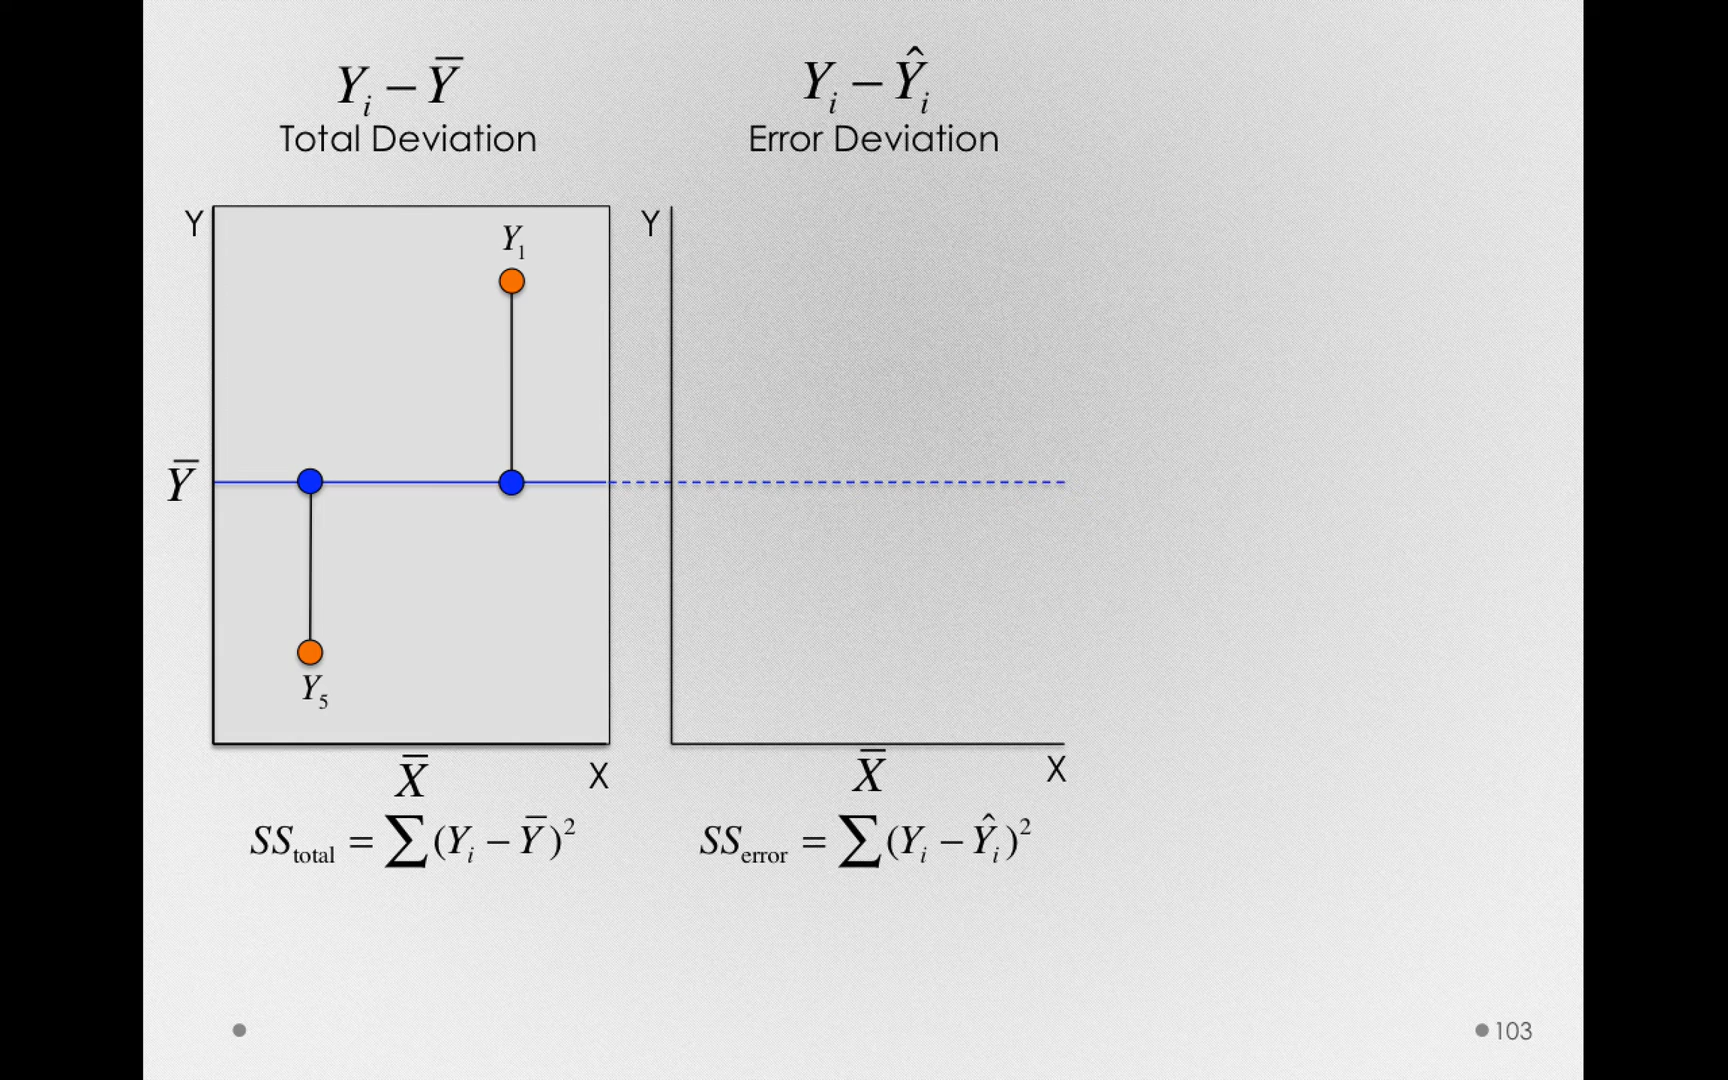 Yᵢ − Ȳ
Total Deviation
Yᵢ − Ŷᵢ
Error Deviation
Y
Y₁
Y
Ȳ
Y₅
X̄
X
X̄
X
SS_total = ∑(Yᵢ − Ȳ)²
SS_error = ∑(Yᵢ − Ŷᵢ)²
103